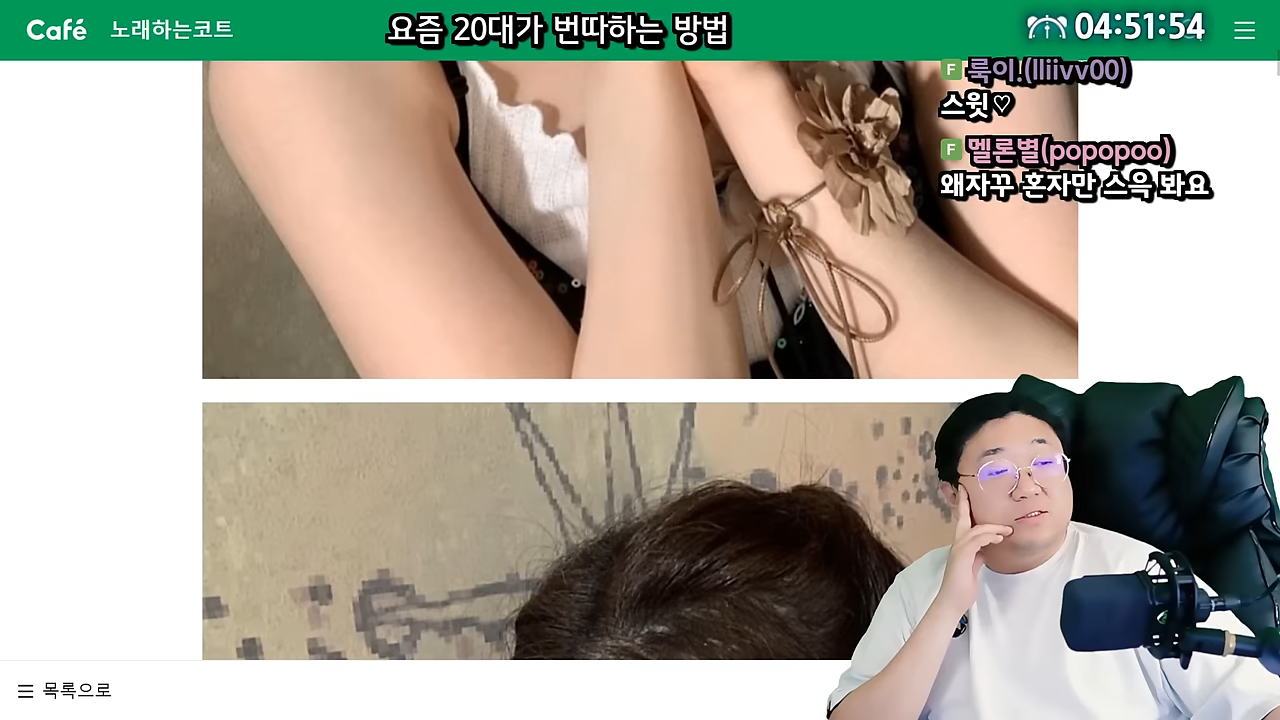 Café 노래하는코트
요즘 20대가 번따하는 방법
04:51:54
F 룩이.(lliivv00)
스윗♡
F 멜론별(popopoo)
왜자꾸 혼자만 스윽 봐요
목록으로